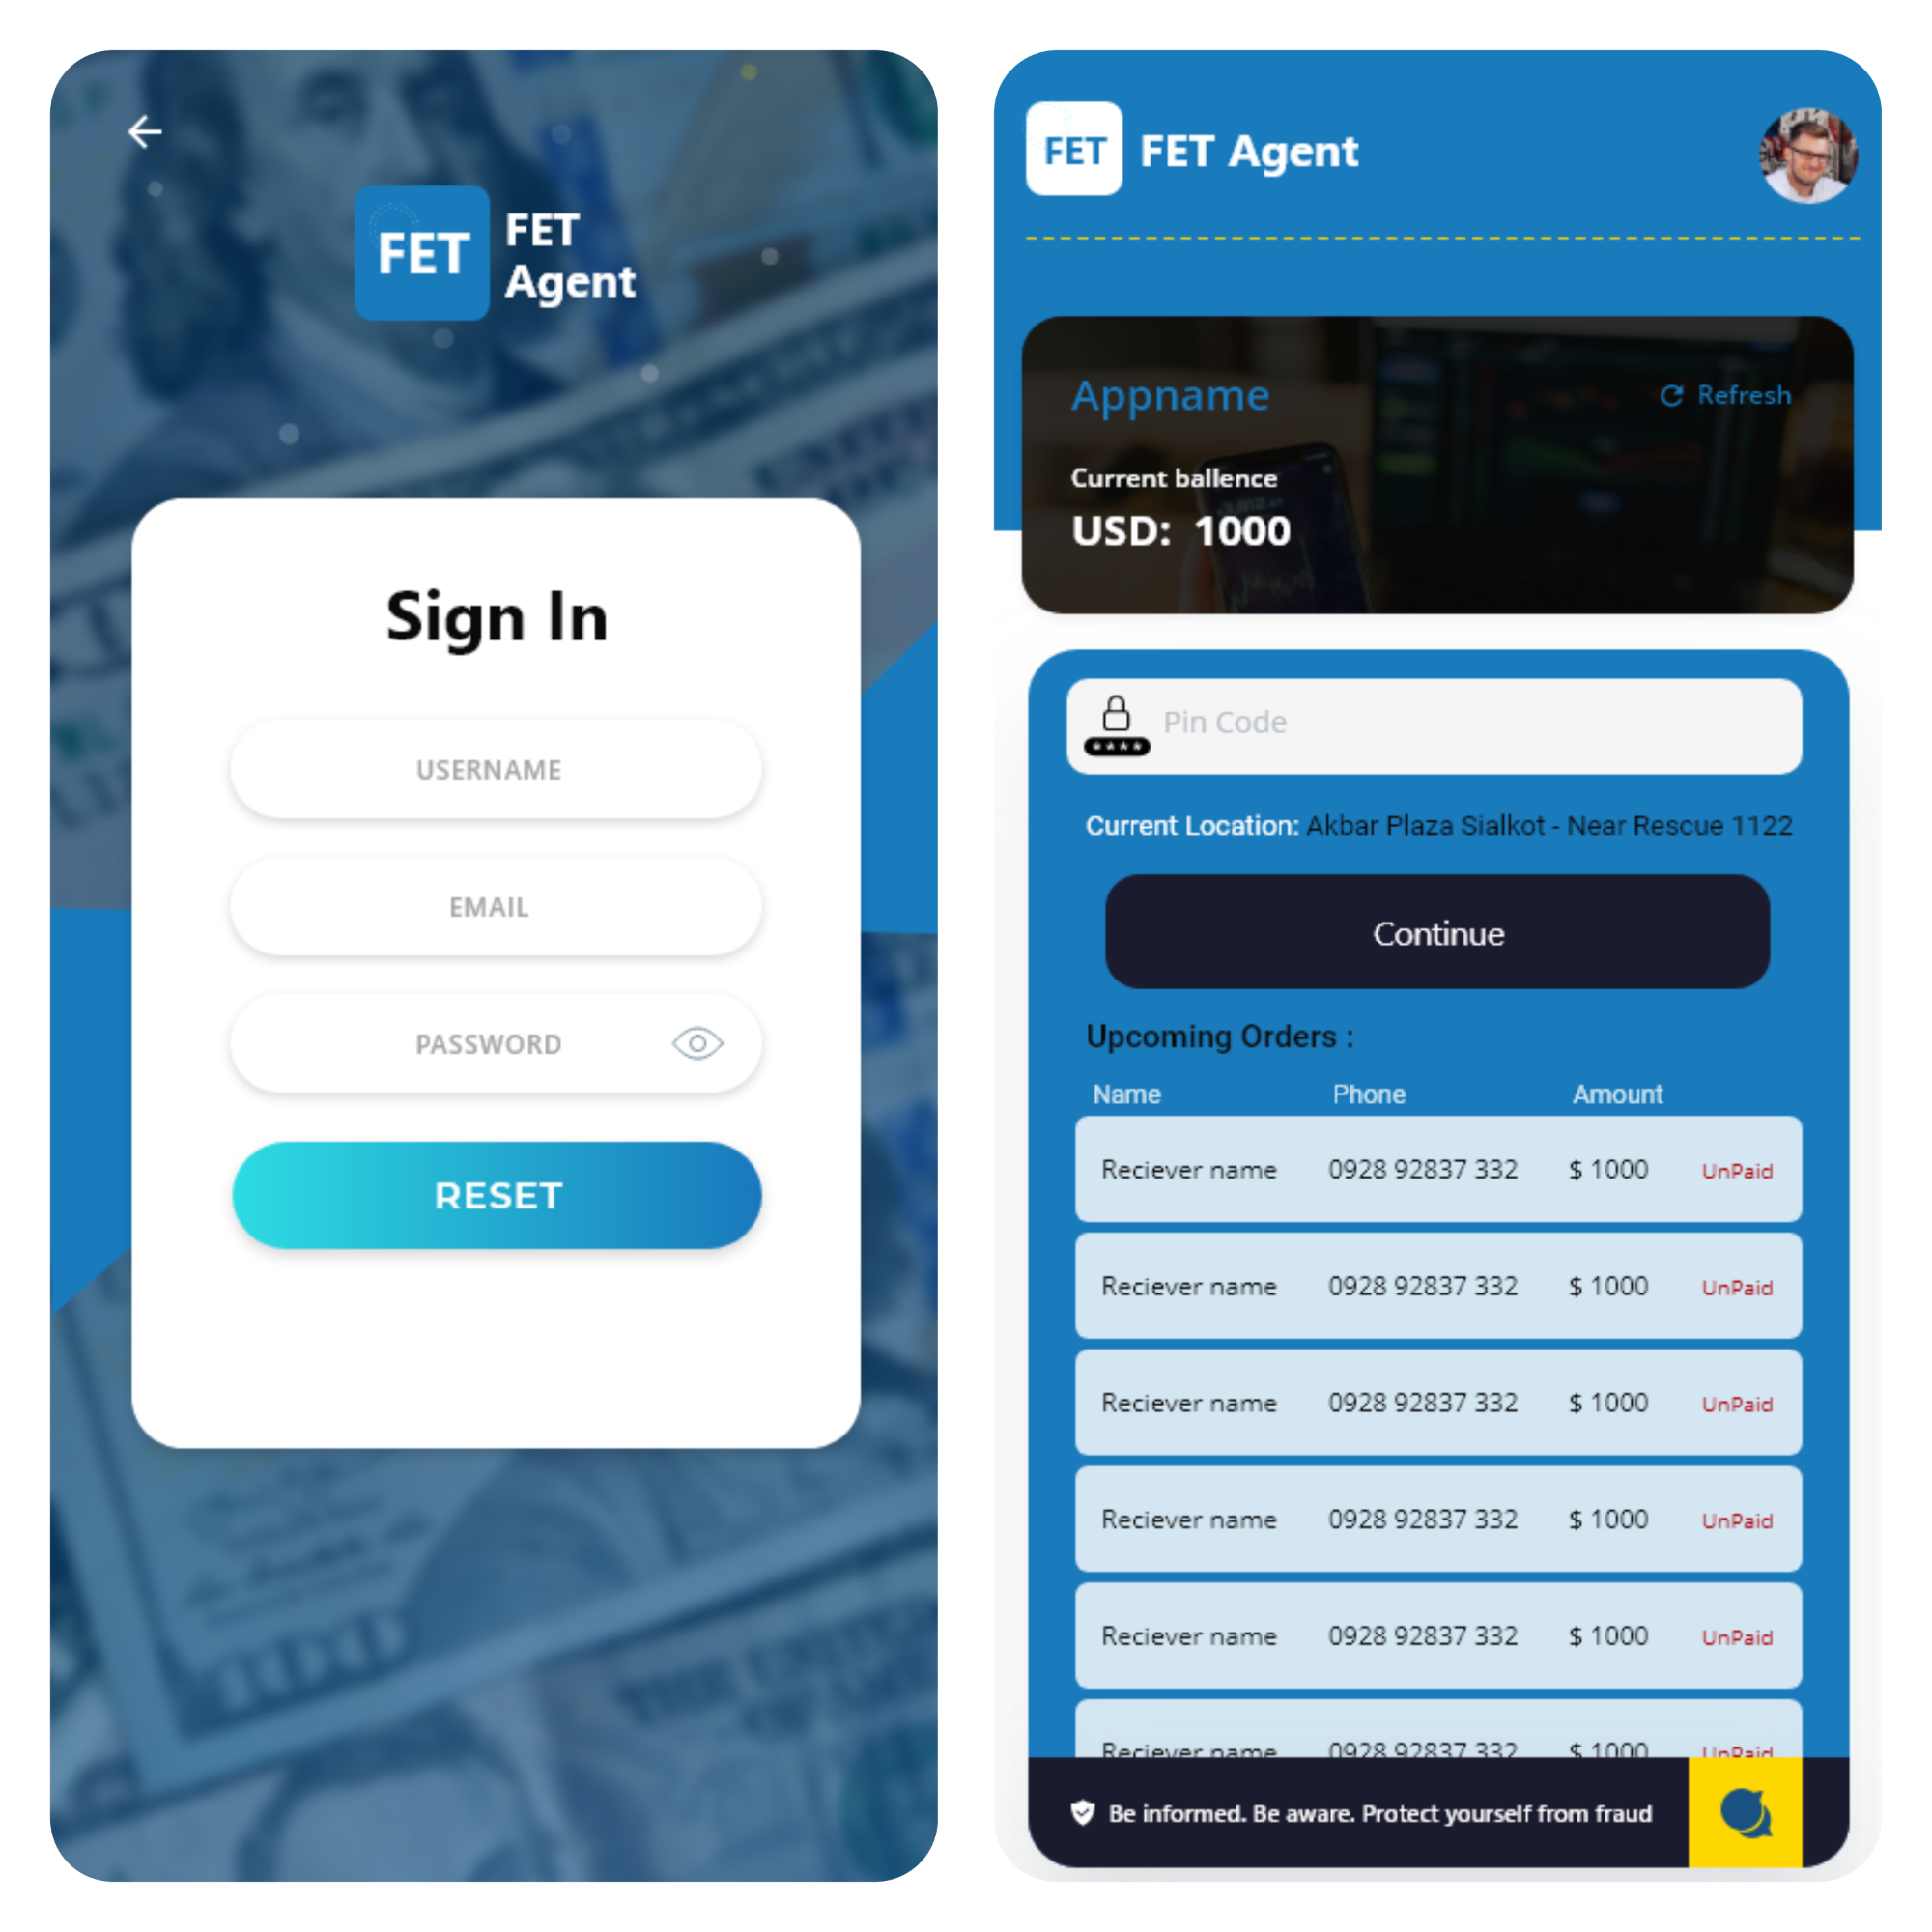 FET
FET
Agent
Sign In
USERNAME
EMAIL
PASSWORD
RESET
100
THE UNITED
FET
FET Agent
Appname
Refresh
Current ballence
USD: 1000
Pin Code
Current Location: Akbar Plaza Sialkot - Near Rescue 1122
Continue
Upcoming Orders :
Name Phone Amount
Reciever name 0928 92837 332 $ 1000 UnPaid
Reciever name 0928 92837 332 $ 1000 UnPaid
Reciever name 0928 92837 332 $ 1000 UnPaid
Reciever name 0928 92837 332 $ 1000 UnPaid
Reciever name 0928 92837 332 $ 1000 UnPaid
Reciever name 0928 92837 332 $ 1000 UnPaid
Be informed. Be aware. Protect yourself from fraud